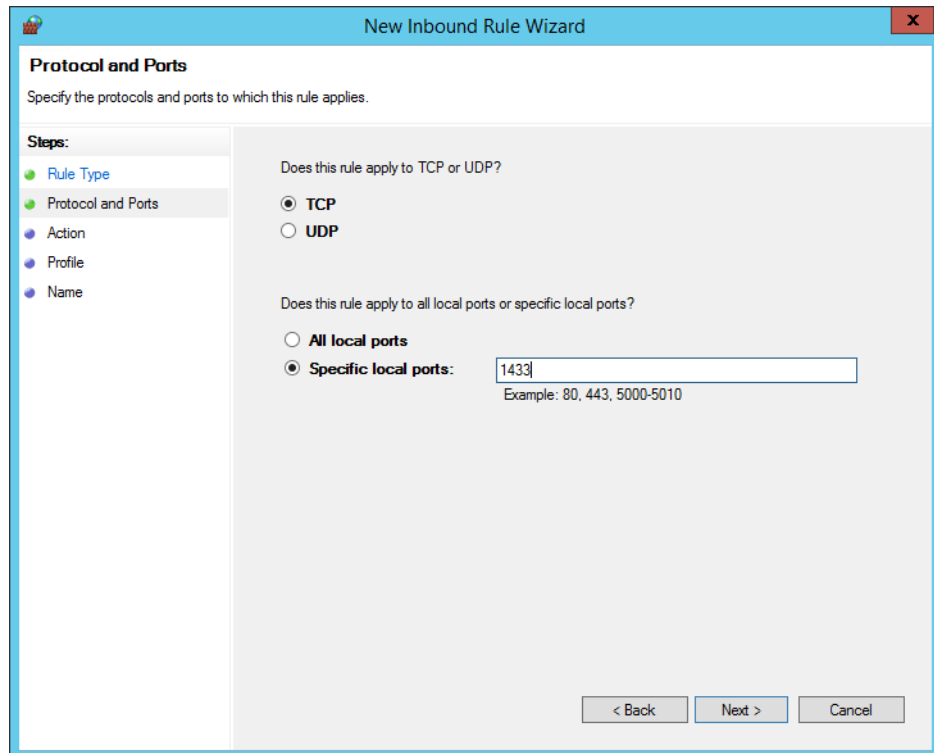 New Inbound Rule Wizard
x
Protocol and Ports
Specify the protocols and ports to which this rule applies.
Steps:
Rule Type
Protocol and Ports
Action
Profile
Name
Does this rule apply to TCP or UDP?
TCP
UDP
Does this rule apply to all local ports or specific local ports?
All local ports
Specific local ports: 1433
Example: 80, 443, 5000-5010
< Back Next > Cancel